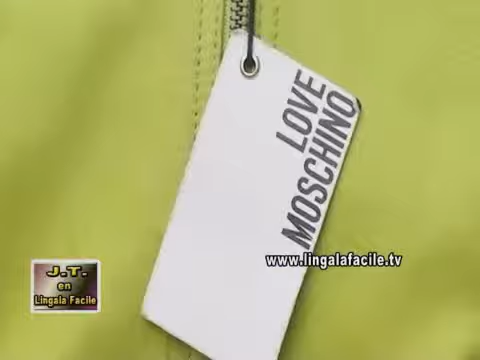 LOVE
MOSCHINO
www.lingalafacile.tv
J.T.
en
Lingala Facile